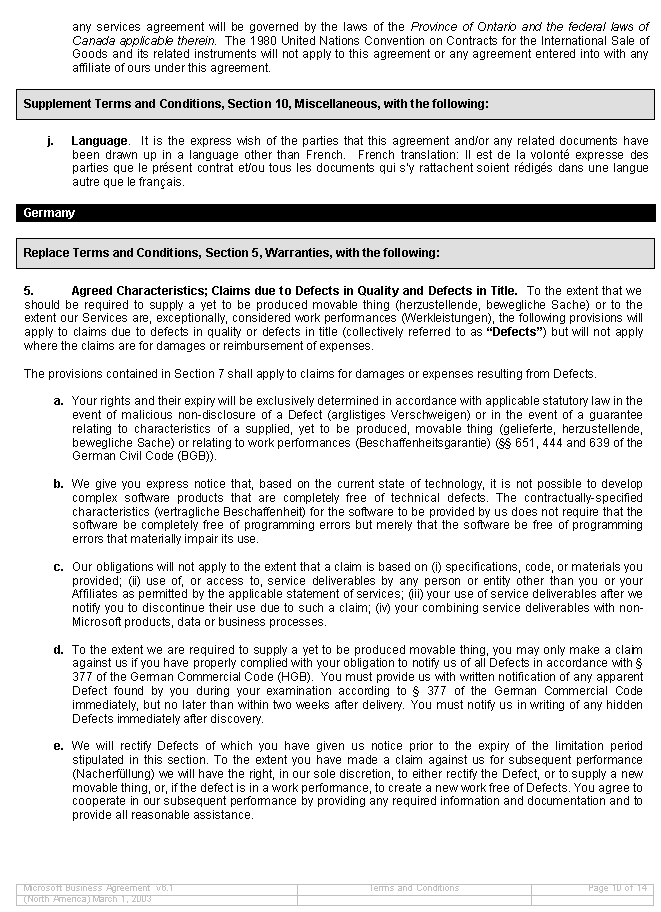 any services agreement will be governed by the laws of the Province of Ontario and the federal laws of
Canada applicable therein.  The 1980 United Nations Convention on Contracts for the International Sale of
Goods and its related instruments will not apply to this agreement or any agreement entered into with any
affiliate of ours under this agreement.
Supplement Terms and Conditions, Section 10, Miscellaneous, with the following:
j. Language.  It is the express wish of the parties that this agreement and/or any related documents have
been drawn up in a language other than French.  French translation: Il est de la volonté expresse des
parties que le présent contrat et/ou tous les documents qui s'y rattachent soient rédigés dans une langue
autre que le français.
Germany
Replace Terms and Conditions, Section 5, Warranties, with the following:
5. Agreed Characteristics; Claims due to Defects in Quality and Defects in Title.  To the extent that we
should be required to supply a yet to be produced movable thing (herzustellende, bewegliche Sache) or to the
extent our Services are, exceptionally, considered work performances (Werkleistungen), the following provisions will
apply to claims due to defects in quality or defects in title (collectively referred to as “Defects”) but will not apply
where the claims are for damages or reimbursement of expenses.
The provisions contained in Section 7 shall apply to claims for damages or expenses resulting from Defects.
a. Your rights and their expiry will be exclusively determined in accordance with applicable statutory law in the
event of malicious non-disclosure of a Defect (arglistiges Verschweigen) or in the event of a guarantee
relating to characteristics of a supplied, yet to be produced, movable thing (gelieferte, herzustellende,
bewegliche Sache) or relating to work performances (Beschaffenheitsgarantie) (§§ 651, 444 and 639 of the
German Civil Code (BGB)).
b. We give you express notice that, based on the current state of technology, it is not possible to develop
complex software products that are completely free of technical defects. The contractually-specified
characteristics (vertragliche Beschaffenheit) for the software to be provided by us does not require that the
software be completely free of programming errors but merely that the software be free of programming
errors that materially impair its use.
c. Our obligations will not apply to the extent that a claim is based on (i) specifications, code, or materials you
provided; (ii) use of, or access to, service deliverables by any person or entity other than you or your
Affiliates as permitted by the applicable statement of services; (iii) your use of service deliverables after we
notify you to discontinue their use due to such a claim; (iv) your combining service deliverables with non-
Microsoft products, data or business processes.
d. To the extent we are required to supply a yet to be produced movable thing, you may only make a claim
against us if you have properly complied with your obligation to notify us of all Defects in accordance with §
377 of the German Commercial Code (HGB).  You must provide us with written notification of any apparent
Defect found by you during your examination according to § 377 of the German Commercial Code
immediately, but no later than within two weeks after delivery.  You must notify us in writing of any hidden
Defects immediately after discovery.
e. We will rectify Defects of which you have given us notice prior to the expiry of the limitation period
stipulated in this section. To the extent you have made a claim against us for subsequent performance
(Nacherfüllung) we will have the right, in our sole discretion, to either rectify the Defect, or to supply a new
movable thing, or, if the defect is in a work performance, to create a new work free of Defects. You agree to
cooperate in our subsequent performance by providing any required information and documentation and to
provide all reasonable assistance.
Microsoft Business Agreement V6.1 Terms and Conditions Page 10 of 14
(North America) March 1, 2003